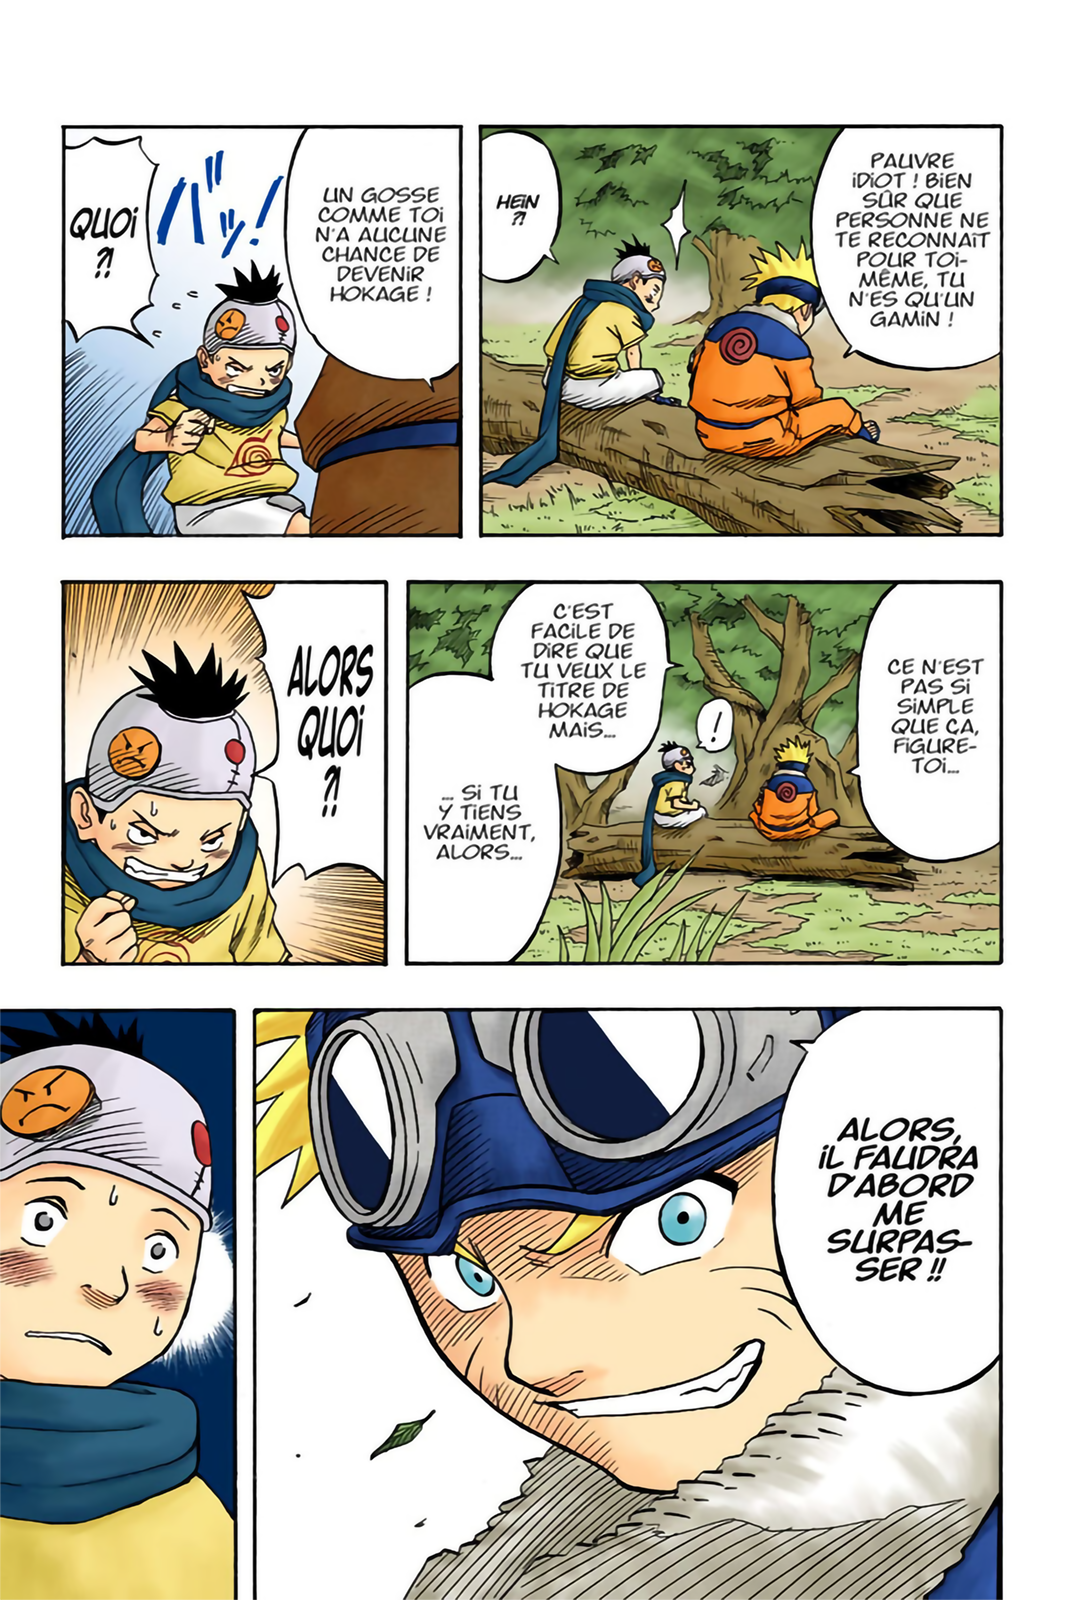 PAUVRE
IDIOT ! BIEN
SÛR QUE
PERSONNE NE
TE RECONNAÎT
POUR TOI-
MÊME, TU
N'ES QU'UN
GAMIN !
HEIN
?!
UN GOSSE
COMME TOI
N'A AUCUNE
CHANCE DE
DEVENIR
HOKAGE !
バッ!
QUOI
?!
CE N'EST
PAS SI
SIMPLE
QUE ÇA,
FIGURE-
TOI...
!
C'EST
FACILE DE
DIRE QUE
TU VEUX LE
TITRE DE
HOKAGE
MAIS...
... SI TU
Y TIENS
VRAIMENT,
ALORS...
ALORS
QUOI
?!
ALORS,
IL FAUDRA
D'ABORD
ME
SURPAS-
SER !!